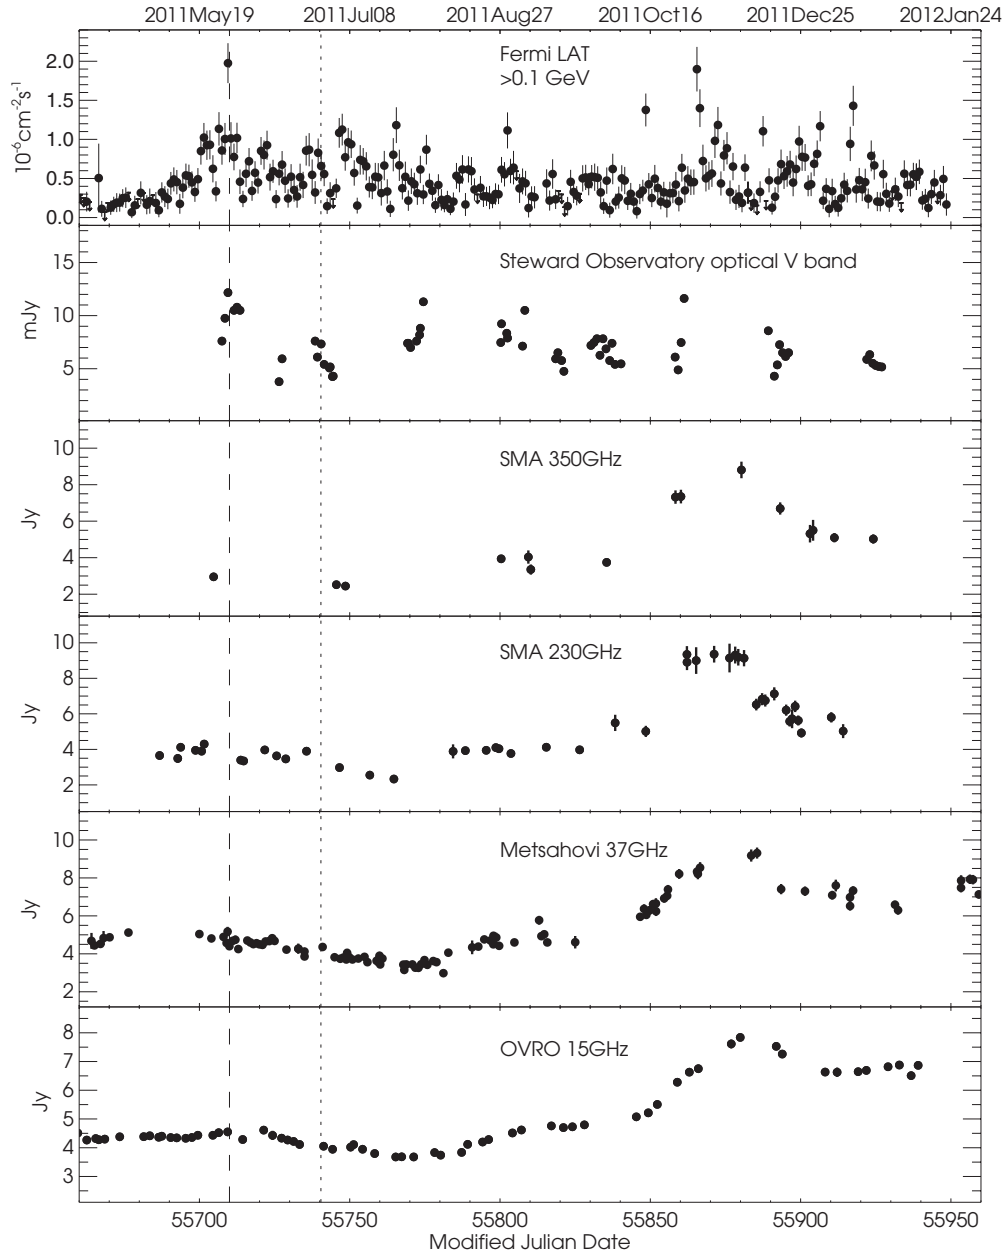 2011May19 2011Jul08 2011Aug27 2011Oct16 2011Dec25 2012Jan24
Fermi LAT
>0.1 GeV
10⁻⁶cm⁻²s⁻¹
2.0
1.5
1.0
0.5
0.0
Steward Observatory optical V band
mJy
15
10
5
SMA 350GHz
Jy
10
8
6
4
2
SMA 230GHz
Jy
10
8
6
4
2
Metsahovi 37GHz
Jy
10
8
6
4
2
OVRO 15GHz
Jy
8
7
6
5
4
3
55700 55750 55800 55850 55900 55950
Modified Julian Date